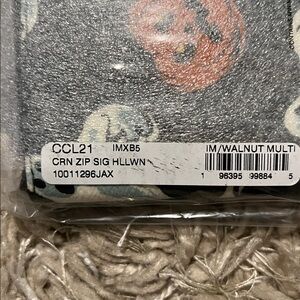 CCL21 IMXB5 IM/WALNUT MULTI
CRN ZIP SIG HLLWN
10011296JAX 1 96395 99884 5